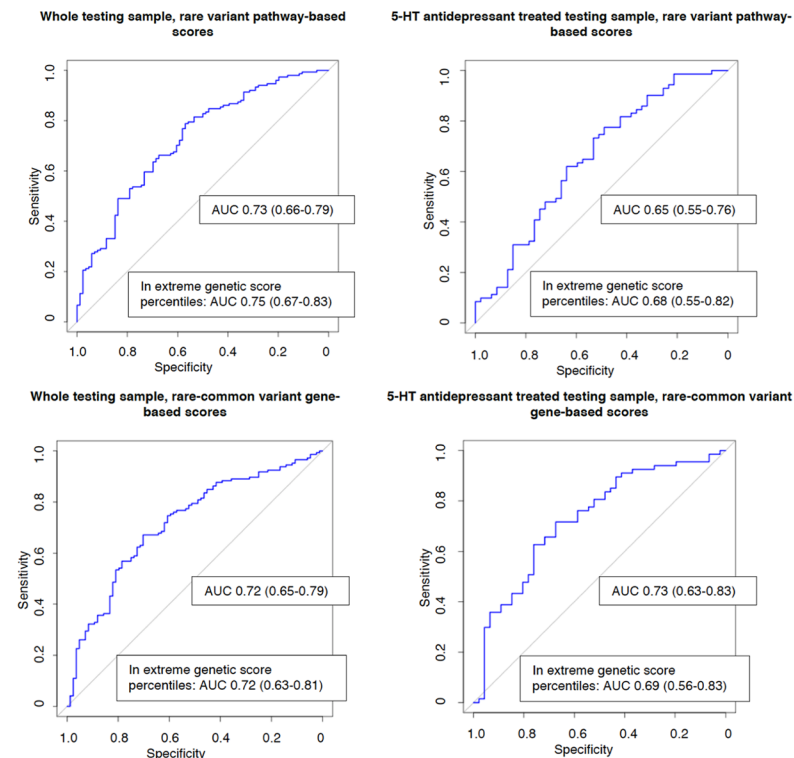 Whole testing sample, rare variant pathway-based
scores
1.0
0.8
0.6
0.4
0.2
0
Sensitivity
AUC 0.73 (0.66-0.79)
In extreme genetic score
percentiles: AUC 0.75 (0.67-0.83)
1.0 0.8 0.6 0.4 0.2 0
Specificity
5-HT antidepressant treated testing sample, rare variant pathway-
based scores
1.0
0.8
0.6
0.4
0.2
0
Sensitivity
AUC 0.65 (0.55-0.76)
In extreme genetic score
percentiles: AUC 0.68 (0.55-0.82)
1.0 0.8 0.6 0.4 0.2 0
Specificity
Whole testing sample, rare-common variant gene-
based scores
1.0
0.8
0.6
0.4
0.2
0
Sensitivity
AUC 0.72 (0.65-0.79)
In extreme genetic score
percentiles: AUC 0.72 (0.63-0.81)
1.0 0.8 0.6 0.4 0.2 0
Specificity
5-HT antidepressant treated testing sample, rare-common variant
gene-based scores
1.0
0.8
0.6
0.4
0.2
0
Sensitivity
AUC 0.73 (0.63-0.83)
In extreme genetic score
percentiles: AUC 0.69 (0.56-0.83)
1.0 0.8 0.6 0.4 0.2 0
Specificity